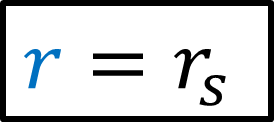 r = r_s